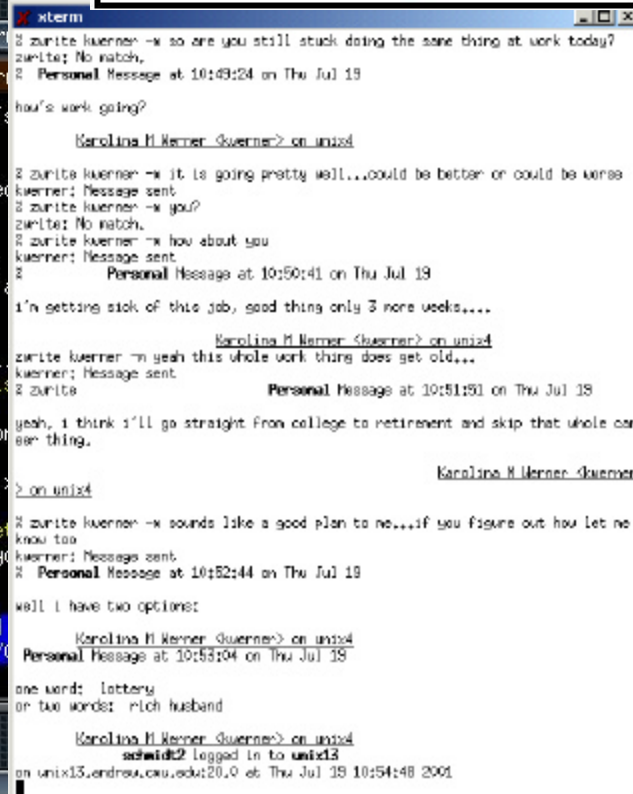 xterm
% zwrite kwerner -m so are you still stuck doing the same thing at work today?
zwrite: No match.
% Personal Message at 10:49:24 on Thu Jul 19
how's work going?
Karolina M Werner <kwerner> on unix4
% zwrite kwerner -m it is going pretty well...could be better or could be worse
kwerner: Message sent
% zwrite kwerner -m you?
zwrite: No match.
% zwrite kwerner -m how about you
kwerner: Message sent
% Personal Message at 10:50:41 on Thu Jul 19
i'm getting sick of this job, good thing only 3 more weeks....
Karolina M Werner <kwerner> on unix4
zwrite kwerner -m yeah this whole work thing does get old...
kwerner: Message sent
% zwrite Personal Message at 10:51:51 on Thu Jul 19
yeah, i think i'll go straight from college to retirement and skip that whole car
eer thing.
Karolina M Werner <kwerner
> on unix4
% zwrite kwerner -m sounds like a good plan to me...if you figure out how let me
know too
kwerner: Message sent
% Personal Message at 10:52:44 on Thu Jul 19
well i have two options:
Karolina M Werner <kwerner> on unix4
Personal Message at 10:53:04 on Thu Jul 19
one word: lottery
or two words: rich husband
Karolina M Werner <kwerner> on unix4
schmidt2 logged in to unix13
on unix13.andrew.cmu.edu:20.0 at Thu Jul 19 10:54:48 2001